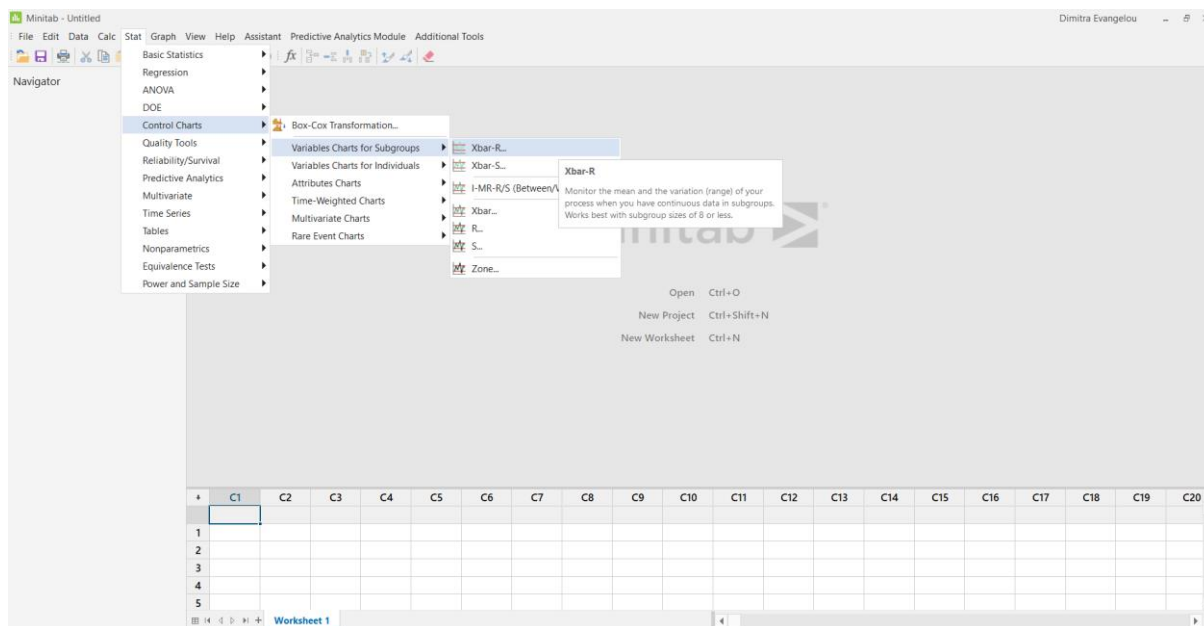 Minitab - Untitled
Dimitra Evangelou
File Edit Data Calc Stat Graph View Help Assistant Predictive Analytics Module Additional Tools
Navigator
Basic Statistics
Regression
ANOVA
DOE
Control Charts
Quality Tools
Reliability/Survival
Predictive Analytics
Multivariate
Time Series
Tables
Nonparametrics
Equivalence Tests
Power and Sample Size
Box-Cox Transformation...
Variables Charts for Subgroups
Variables Charts for Individuals
Attributes Charts
Time-Weighted Charts
Multivariate Charts
Rare Event Charts
Xbar-R...
Xbar-S...
I-MR-R/S (Between/
Xbar...
R...
S...
Zone...
Xbar-R
Monitor the mean and the variation (range) of your
process when you have continuous data in subgroups.
Works best with subgroup sizes of 8 or less.
Open Ctrl+O
New Project Ctrl+Shift+N
New Worksheet Ctrl+N
C1 C2 C3 C4 C5 C6 C7 C8 C9 C10 C11 C12 C13 C14 C15 C16 C17 C18 C19 C20
1
2
3
4
5
Worksheet 1